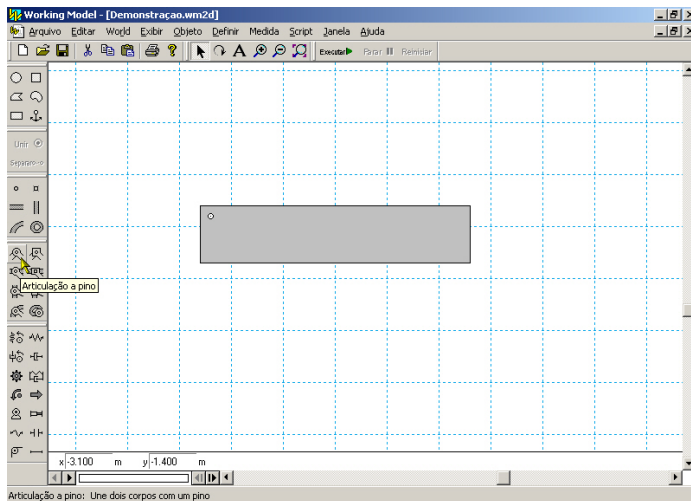 Working Model - [Demonstraçao.wm2d]
Arquivo Editar World Exibir Objeto Definir Medida Script Janela Ajuda
A Executar Parar Reiniciar
Unir
Separar
Articulação a pino
x -3.100 m y -1.400 m
Articulação a pino: Une dois corpos com um pino